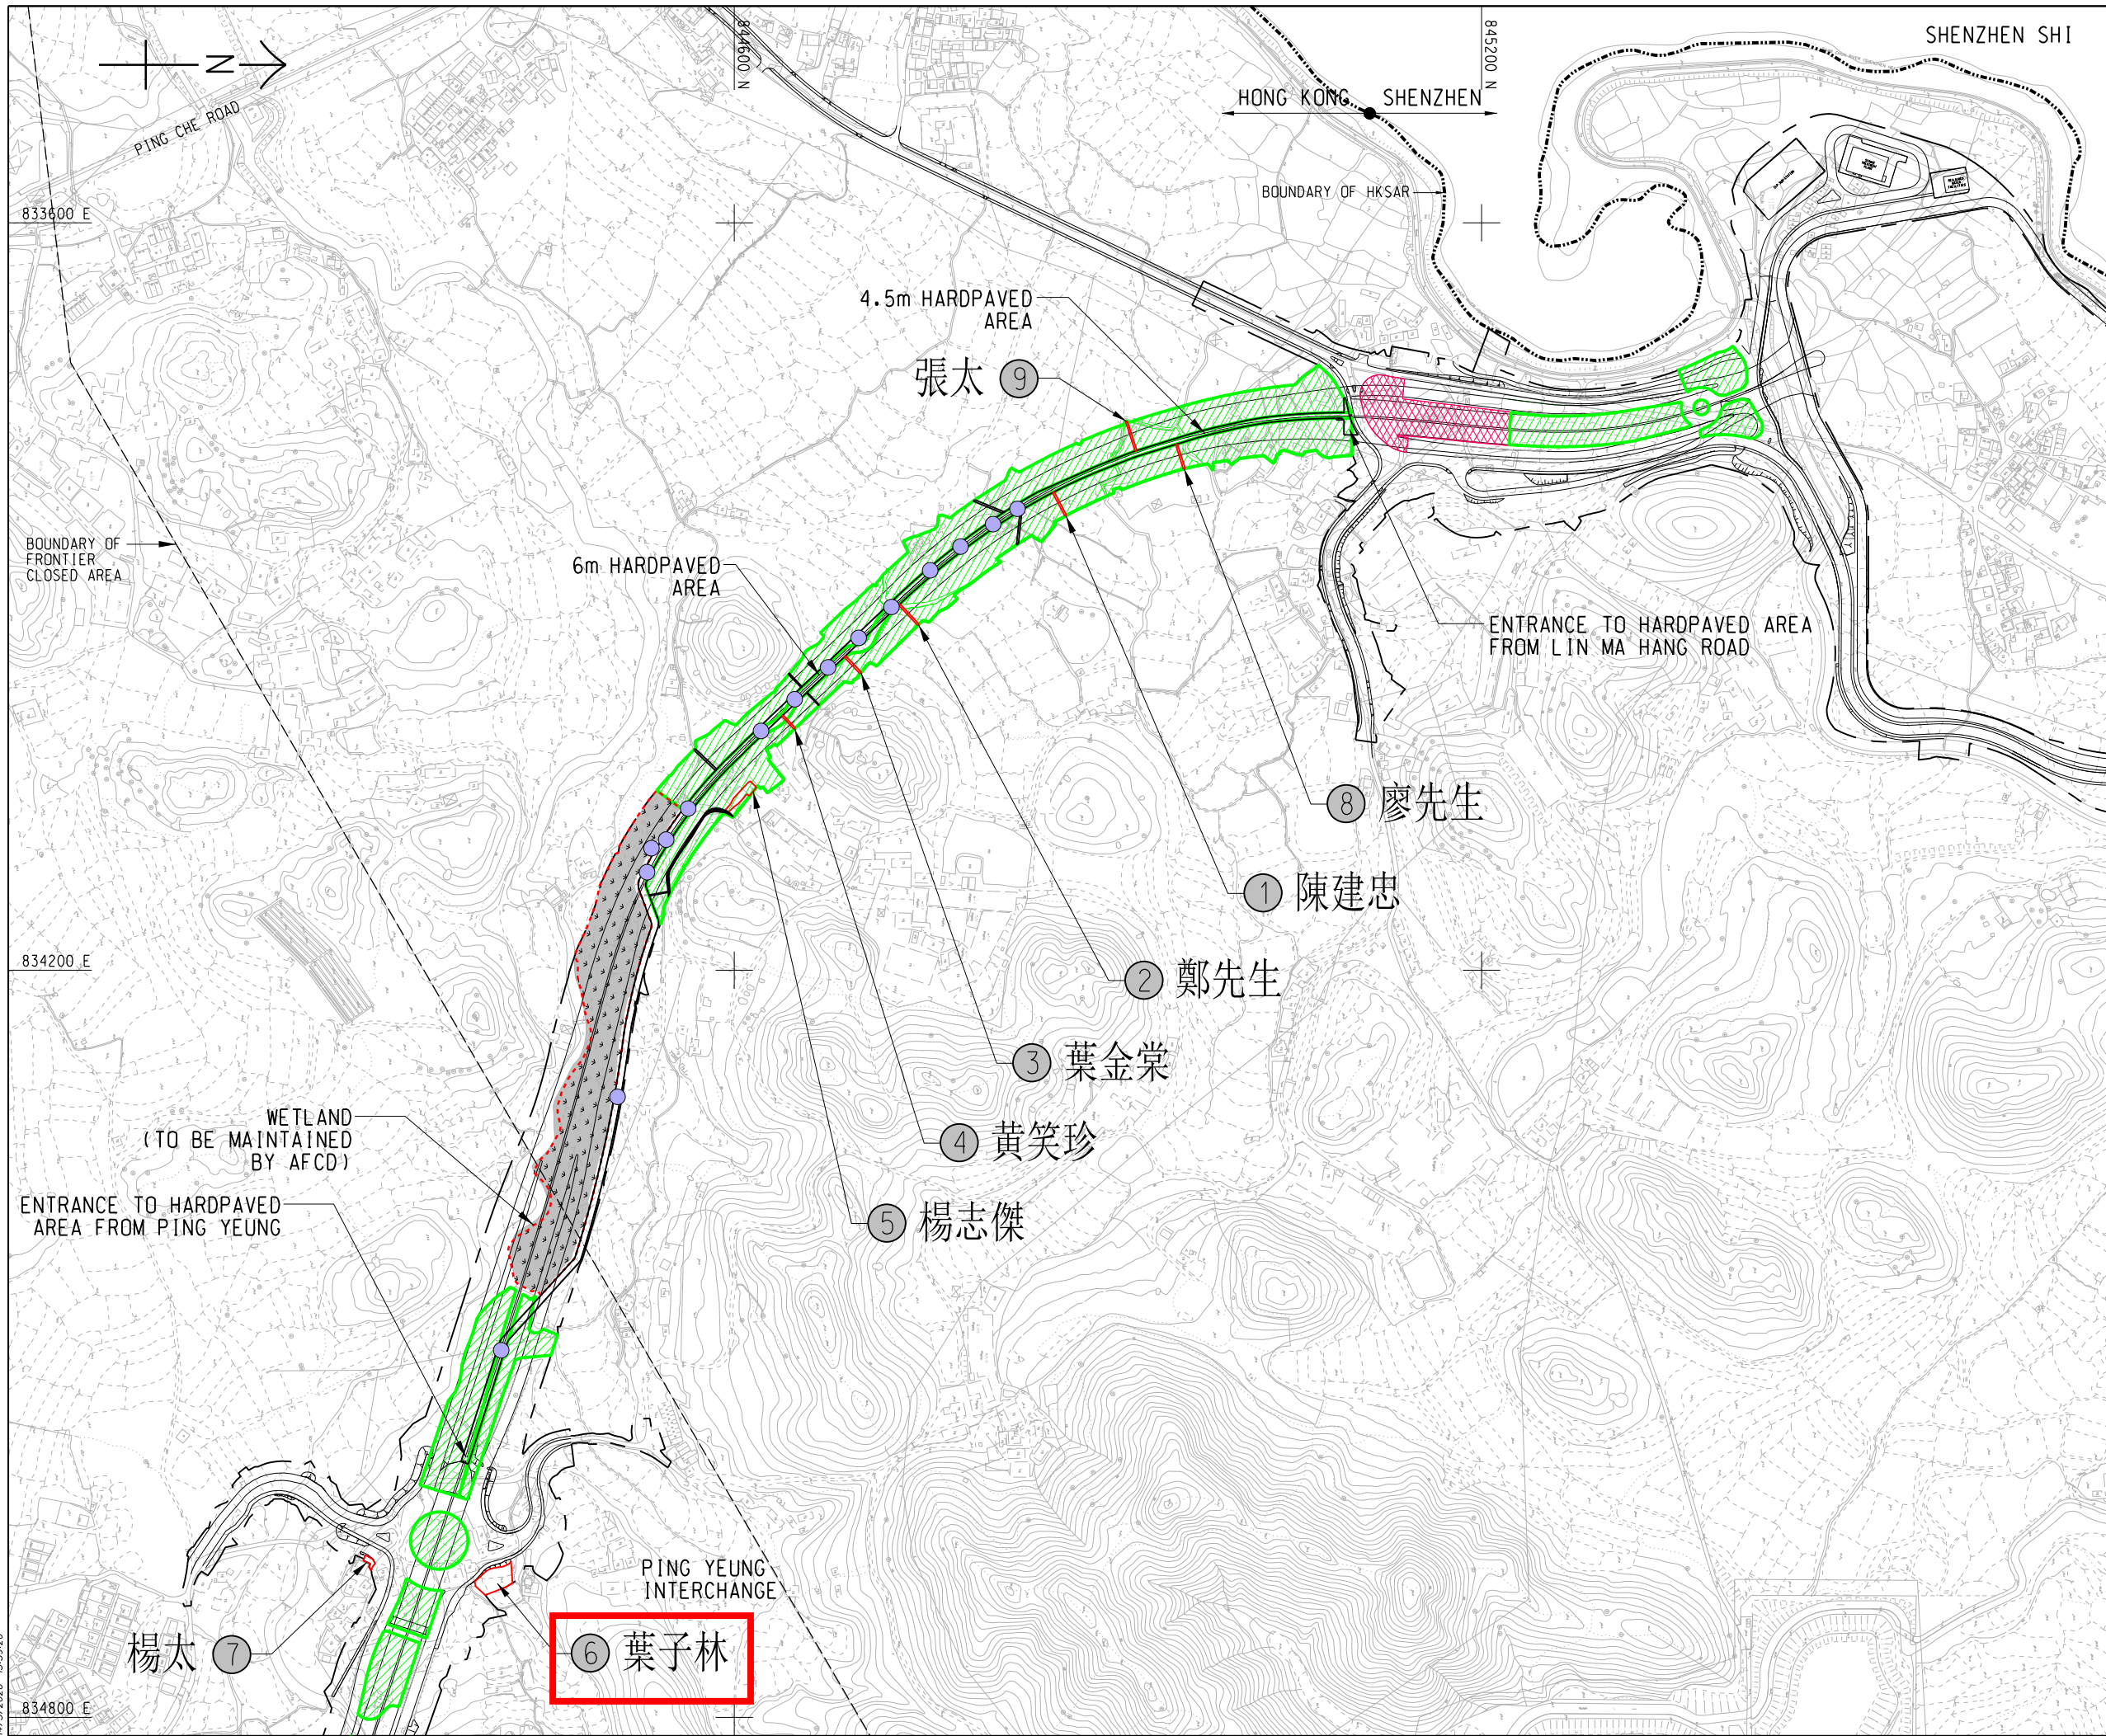 SHENZHEN SHI
844600 N
845200 N
N
PING CHE ROAD
HONG KONG
SHENZHEN
BOUNDARY OF HKSAR
833600 E
4.5m HARDPAVED
AREA
張太 9
BOUNDARY OF
FRONTIER
CLOSED AREA
6m HARDPAVED
AREA
ENTRANCE TO HARDPAVED AREA
FROM LIN MA HANG ROAD
8 廖先生
1 陳建忠
834200 E
2 鄭先生
3 葉金棠
WETLAND
(TO BE MAINTAINED
BY AFCD)
4 黃笑珍
ENTRANCE TO HARDPAVED
AREA FROM PING YEUNG
5 楊志傑
PING YEUNG
INTERCHANGE
楊太 7
6 葉子林
834800 E